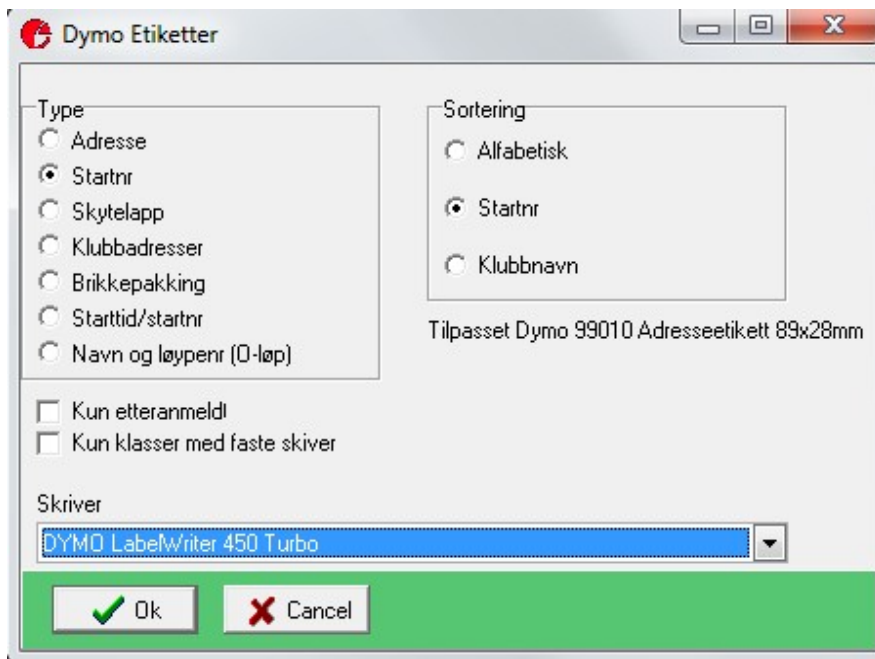 Dymo Etiketter
Type
Adresse
Startnr
Skytelapp
Klubbadresser
Brikkepakking
Starttid/startnr
Navn og løypenr (O-løp)
Sortering
Alfabetisk
Startnr
Klubbnavn
Tilpasset Dymo 99010 Adresseetikett 89x28mm
Kun etteranmeldt
Kun klasser med faste skiver
Skriver
DYMO LabelWriter 450 Turbo
Ok
Cancel